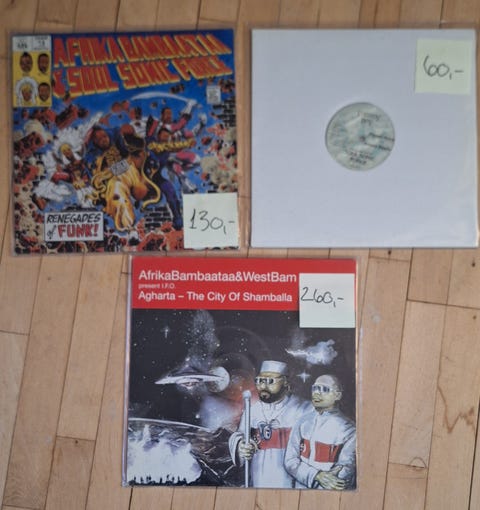 AFRIKA BAMBAATAA
& SOUL SONIC FORCE
RENEGADES
of FUNK!
130,-
60,-
AfrikaBambaataa&WestBam
present I.F.O.
Agharta – The City Of Shamballa
260,-